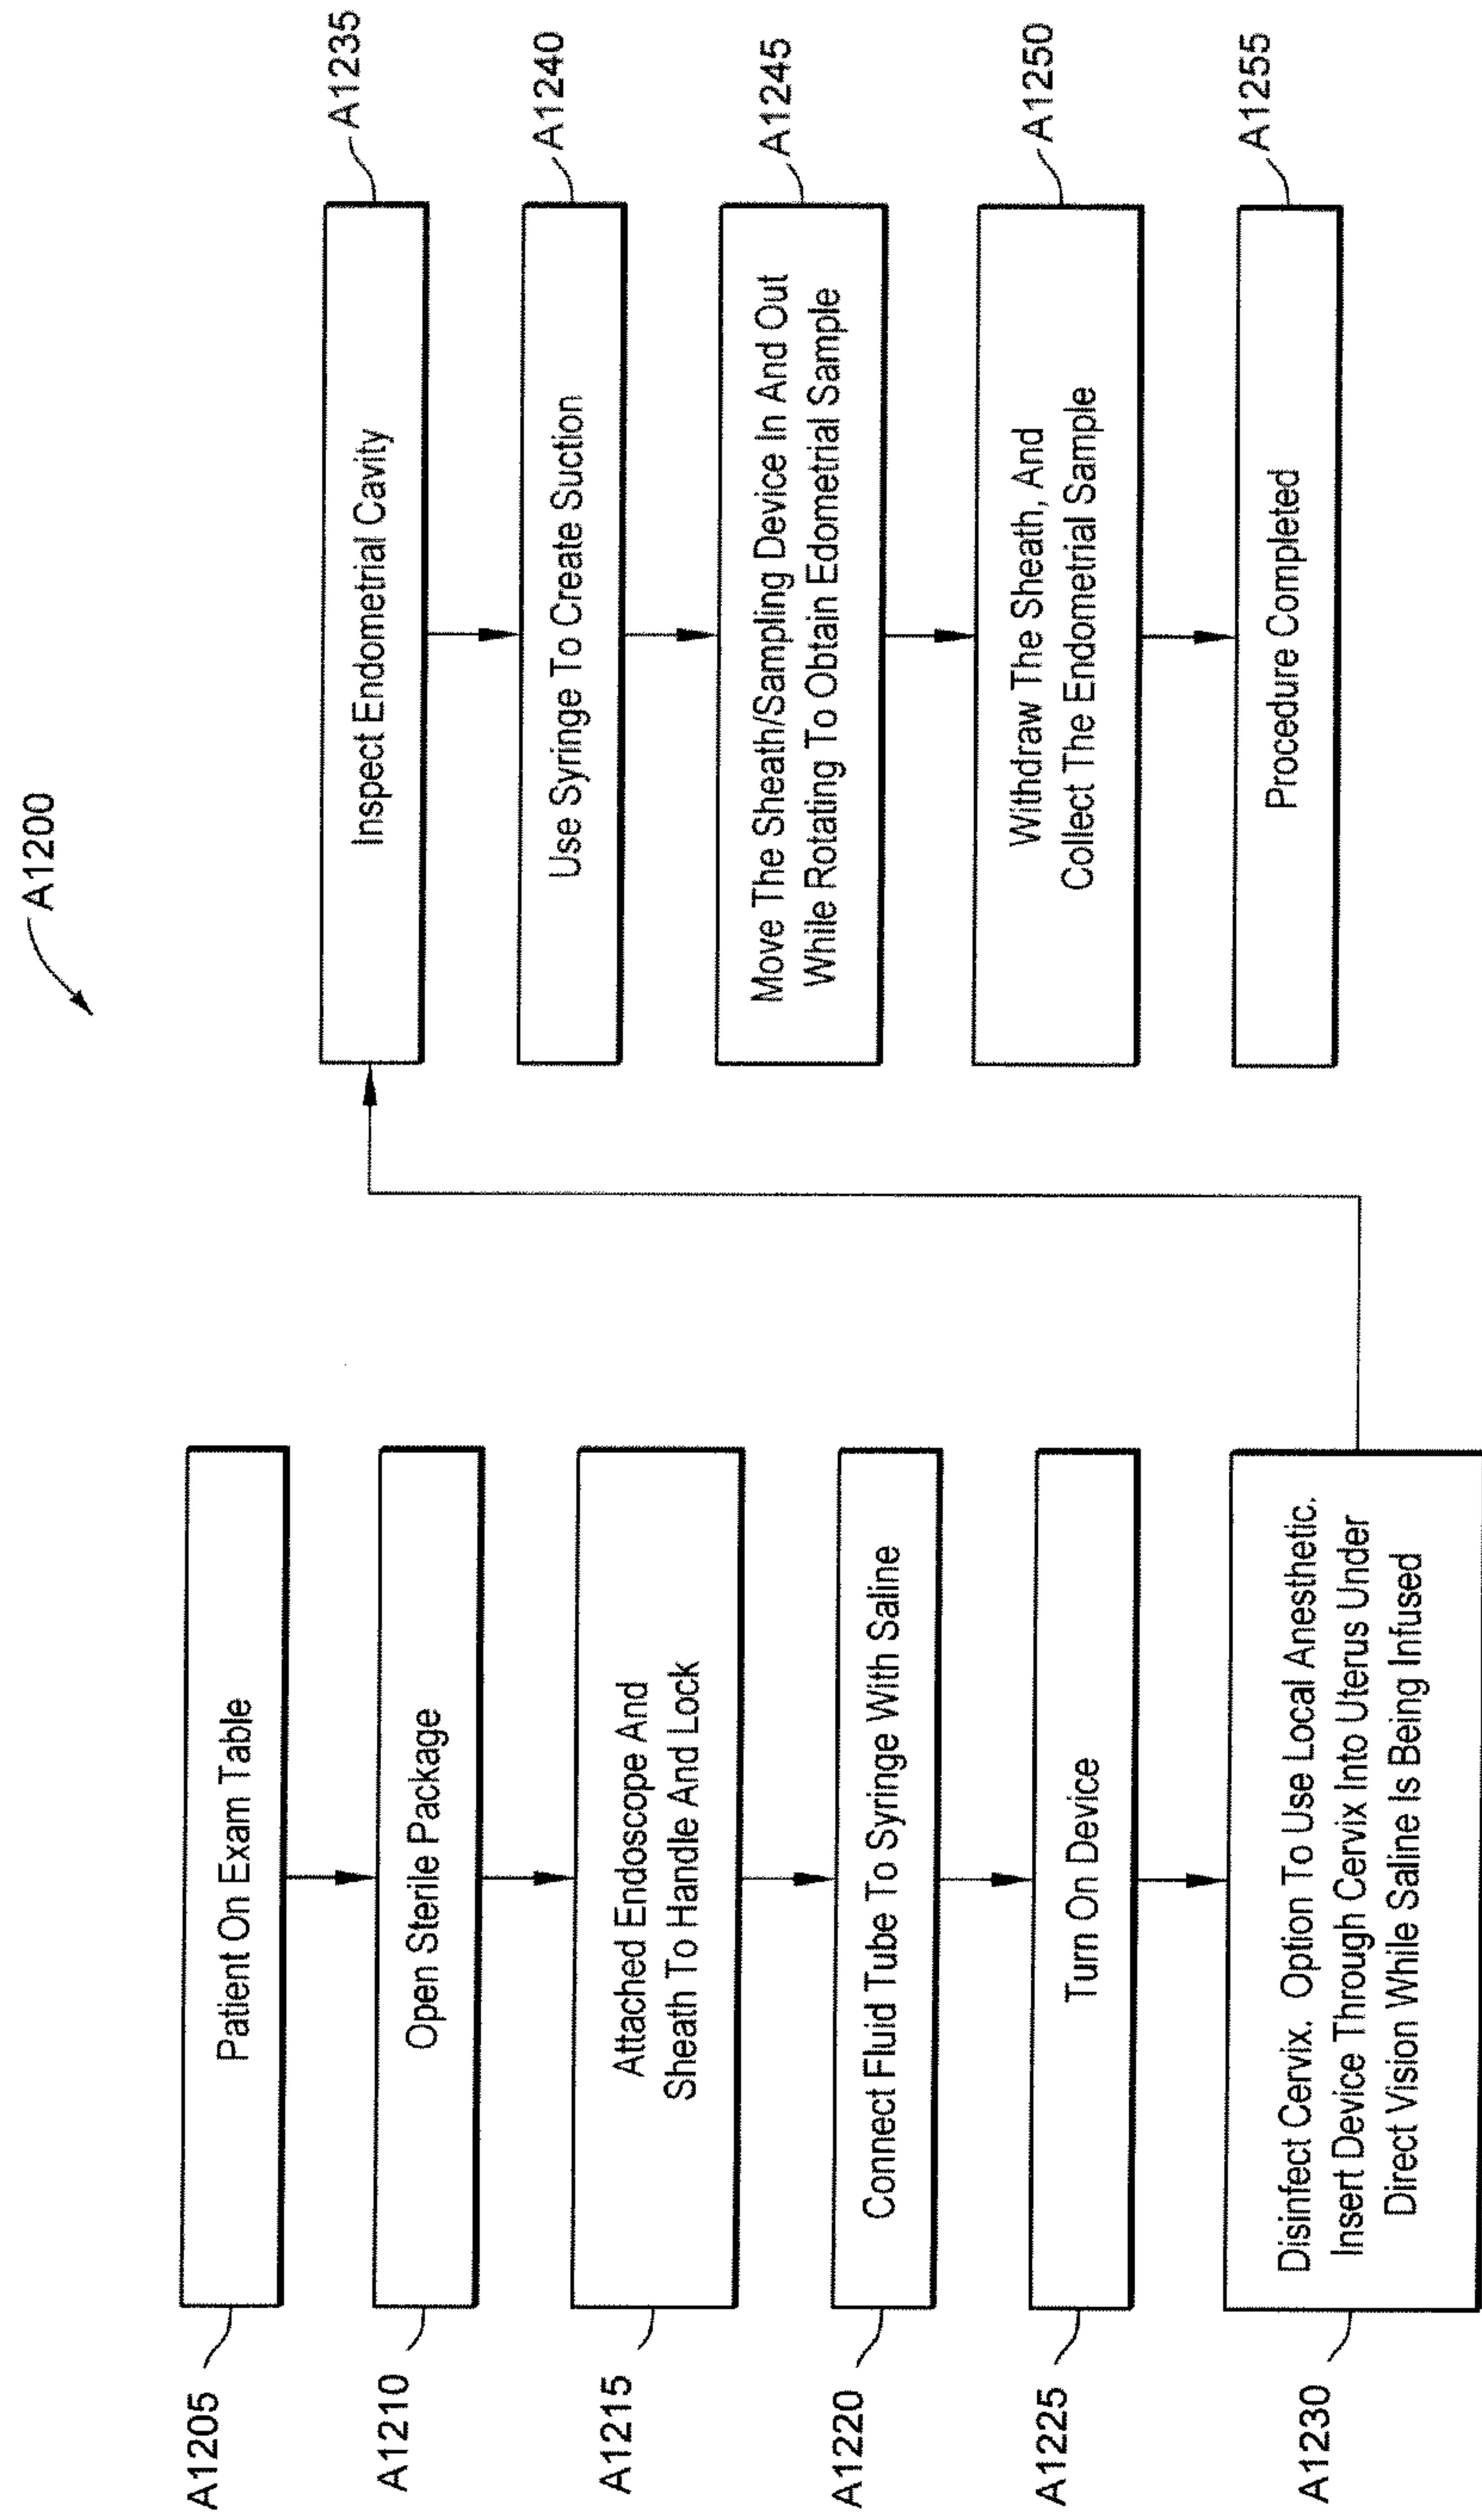 A1200
A1205
Patient On Exam Table
A1210
Open Sterile Package
A1215
Attached Endoscope And
Sheath To Handle And Lock
A1220
Connect Fluid Tube To Syringe With Saline
A1225
Turn On Device
A1230
Disinfect Cervix. Option To Use Local Anesthetic.
Insert Device Through Cervix Into Uterus Under
Direct Vision While Saline Is Being Infused
Inspect Endometrial Cavity
A1235
Use Syringe To Create Suction
A1240
Move The Sheath/Sampling Device In And Out
While Rotating To Obtain Edometrial Sample
A1245
Withdraw The Sheath, And
Collect The Endometrial Sample
A1250
Procedure Completed
A1255